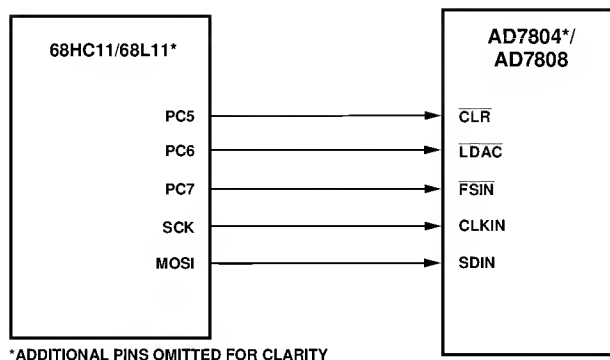 68HC11/68L11*
AD7804*/
AD7808
PC5
CLR
PC6
LDAC
PC7
FSIN
SCK
CLKIN
MOSI
SDIN
*ADDITIONAL PINS OMITTED FOR CLARITY